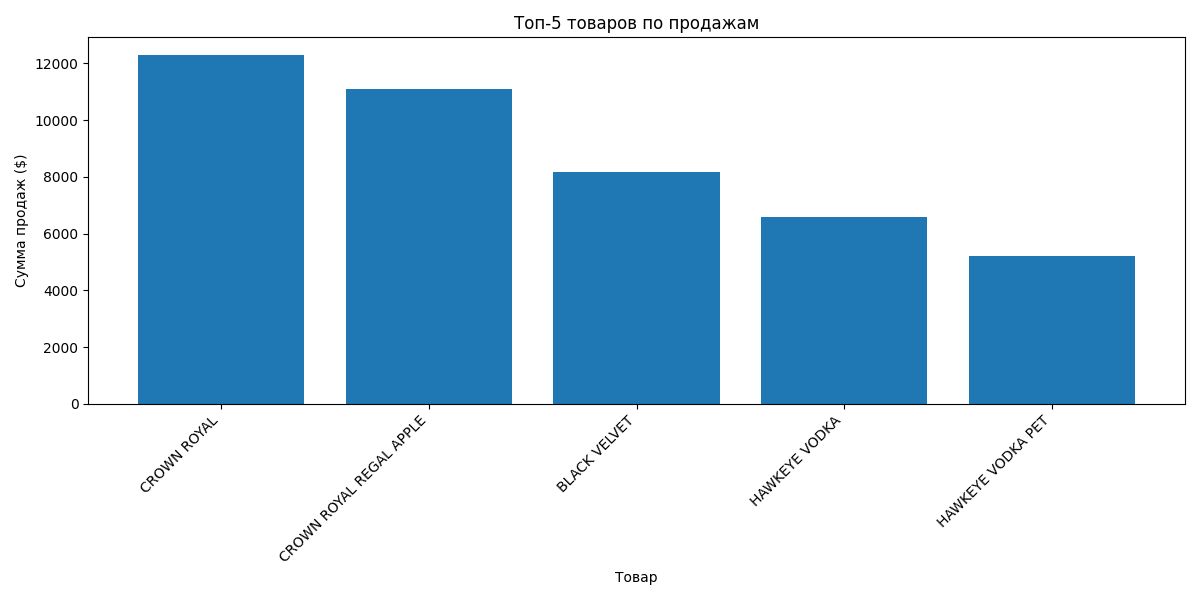 Топ-5 товаров по продажам
Сумма продаж ($)
12000
10000
8000
6000
4000
2000
0
CROWN ROYAL
CROWN ROYAL REGAL APPLE
BLACK VELVET
HAWKEYE VODKA
HAWKEYE VODKA PET
Товар